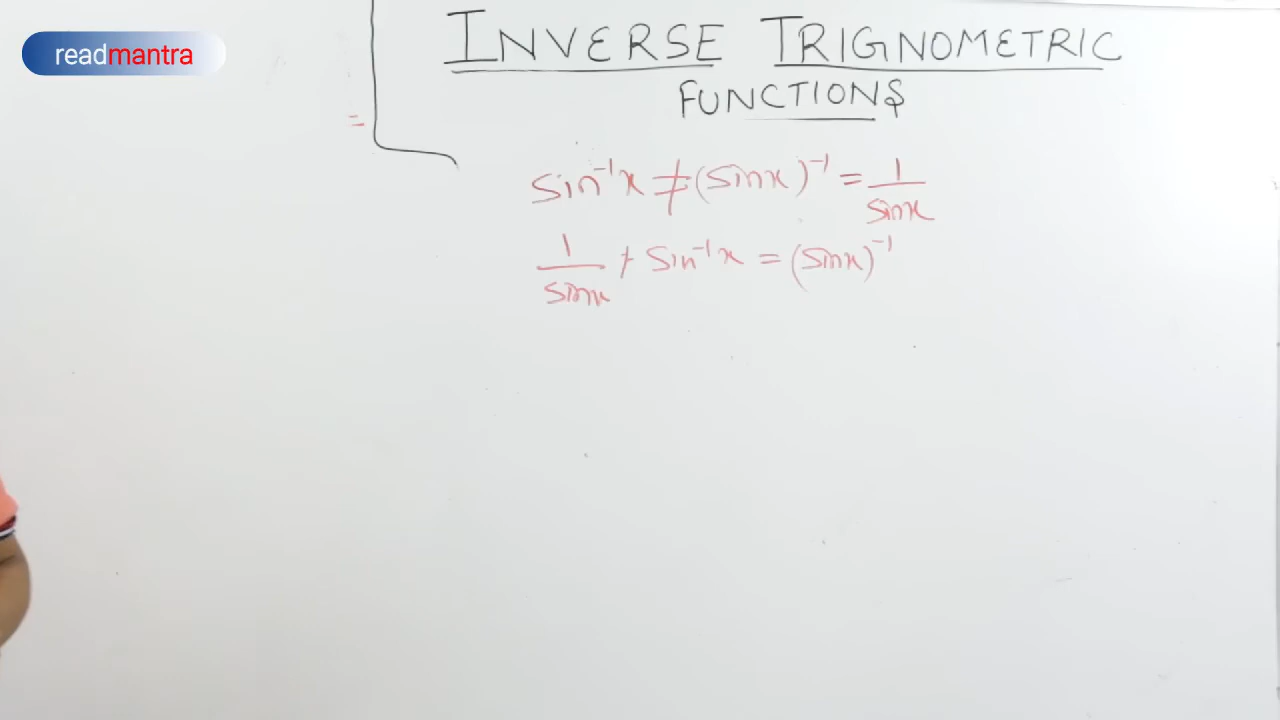 readmantra
INVERSE TRIGNOMETRIC
FUNCTIONS
=
sin⁻¹x ≠ (sinx)⁻¹ = 1/sinx
1/sinx ≠ sin⁻¹x = (sinx)⁻¹